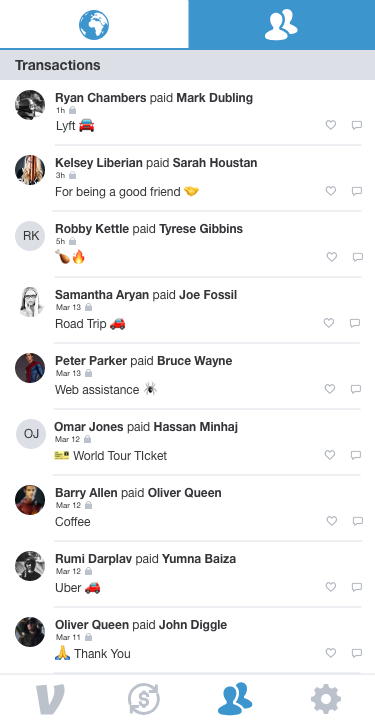 Transactions
Ryan Chambers paid Mark Dubling
1h
Lyft 🚘
Kelsey Liberian paid Sarah Houstan
3h
For being a good friend 🤝
RK
Robby Kettle paid Tyrese Gibbins
5h
🍗🔥
Samantha Aryan paid Joe Fossil
Mar 13
Road Trip 🚗
Peter Parker paid Bruce Wayne
Mar 13
Web assistance 🕷
OJ
Omar Jones paid Hassan Minhaj
Mar 12
🎫 World Tour TIcket
Barry Allen paid Oliver Queen
Mar 12
Coffee
Rumi Darplav paid Yumna Baiza
Mar 12
Uber 🚗
Oliver Queen paid John Diggle
Mar 11
🙏 Thank You